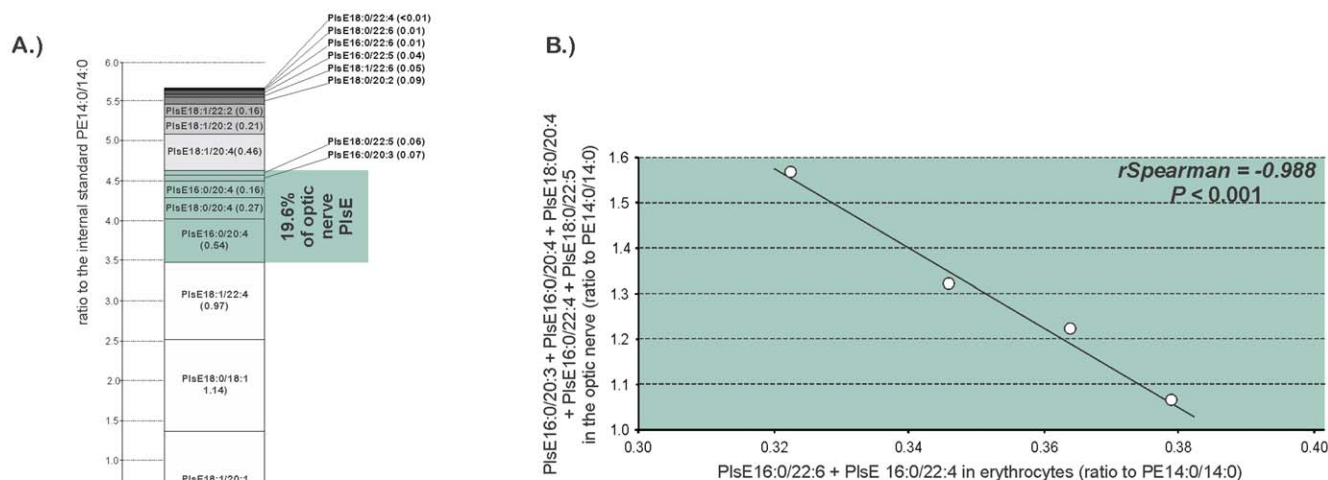 A.)
PlsE18:0/22:4 (<0.01)
PlsE18:0/22:6 (0.01)
PlsE16:0/22:6 (0.01)
PlsE16:0/22:5 (0.04)
PlsE18:1/22:6 (0.05)
PlsE18:0/20:2 (0.09)
ratio to the internal standard PE14:0/14:0
6.0
5.5
5.0
4.5
4.0
3.5
3.0
2.5
2.0
1.5
1.0
PlsE18:1/22:2 (0.16)
PlsE18:1/20:2 (0.21)
PlsE18:1/20:4(0.46)
PlsE18:0/22:5 (0.06)
PlsE16:0/20:3 (0.07)
PlsE16:0/20:4 (0.16)
PlsE18:0/20:4 (0.27)
PlsE16:0/20:4
(0.54)
19.6%
of optic
nerve
PlsE
PlsE18:1/22:4
(0.97)
PlsE18:0/18:1
1.14)
PlsE18:1/20:1
B.)
PlsE16:0/20:3 + PlsE16:0/20:4 + PlsE18:0/20:4
+ PlsE16:0/22:4 + PlsE18:0/22:5
in the optic nerve (ratio to PE14:0/14:0)
1.6
1.5
1.4
1.3
1.2
1.1
1.0
rSpearman = -0.988
P < 0.001
0.30
0.32
0.34
0.36
0.38
0.40
PlsE16:0/22:6 + PlsE 16:0/22:4 in erythrocytes (ratio to PE14:0/14:0)